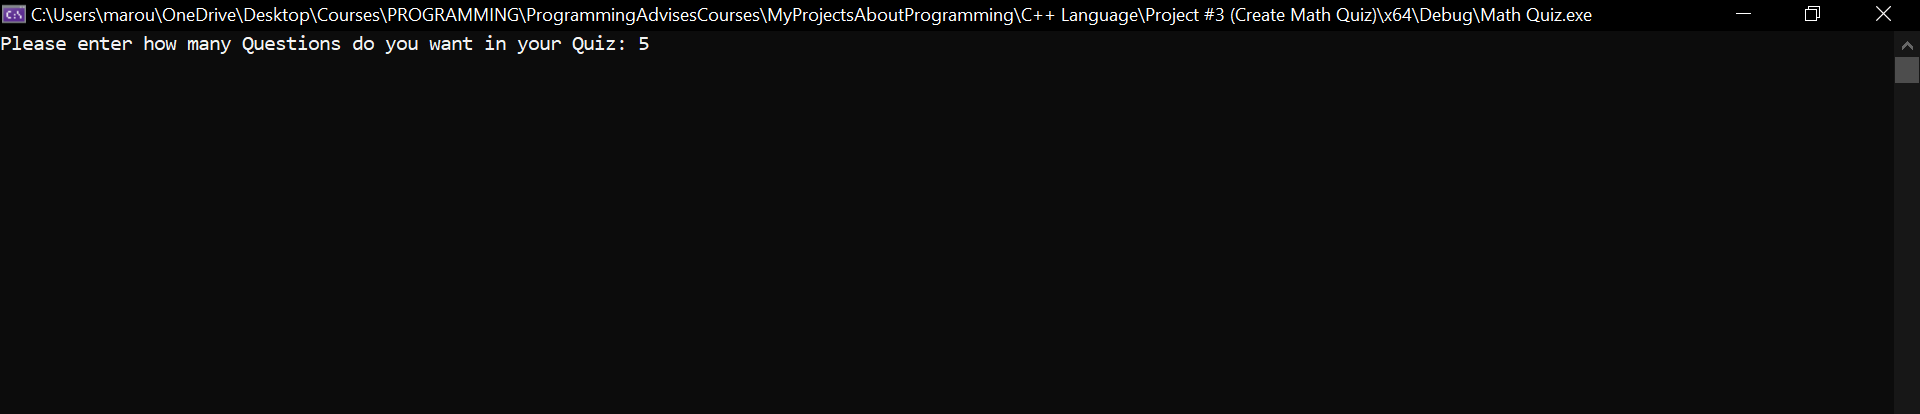 C:\Users\marou\OneDrive\Desktop\Courses\PROGRAMMING\ProgrammingAdvisesCourses\MyProjectsAboutProgramming\C++ Language\Project #3 (Create Math Quiz)\x64\Debug\Math Quiz.exe
Please enter how many Questions do you want in your Quiz: 5